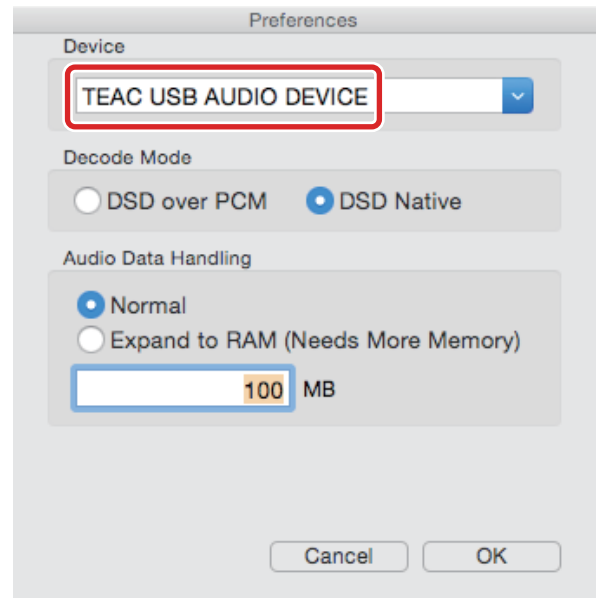 Preferences
Device
TEAC USB AUDIO DEVICE
Decode Mode
DSD over PCM DSD Native
Audio Data Handling
Normal
Expand to RAM (Needs More Memory)
100 MB
Cancel OK